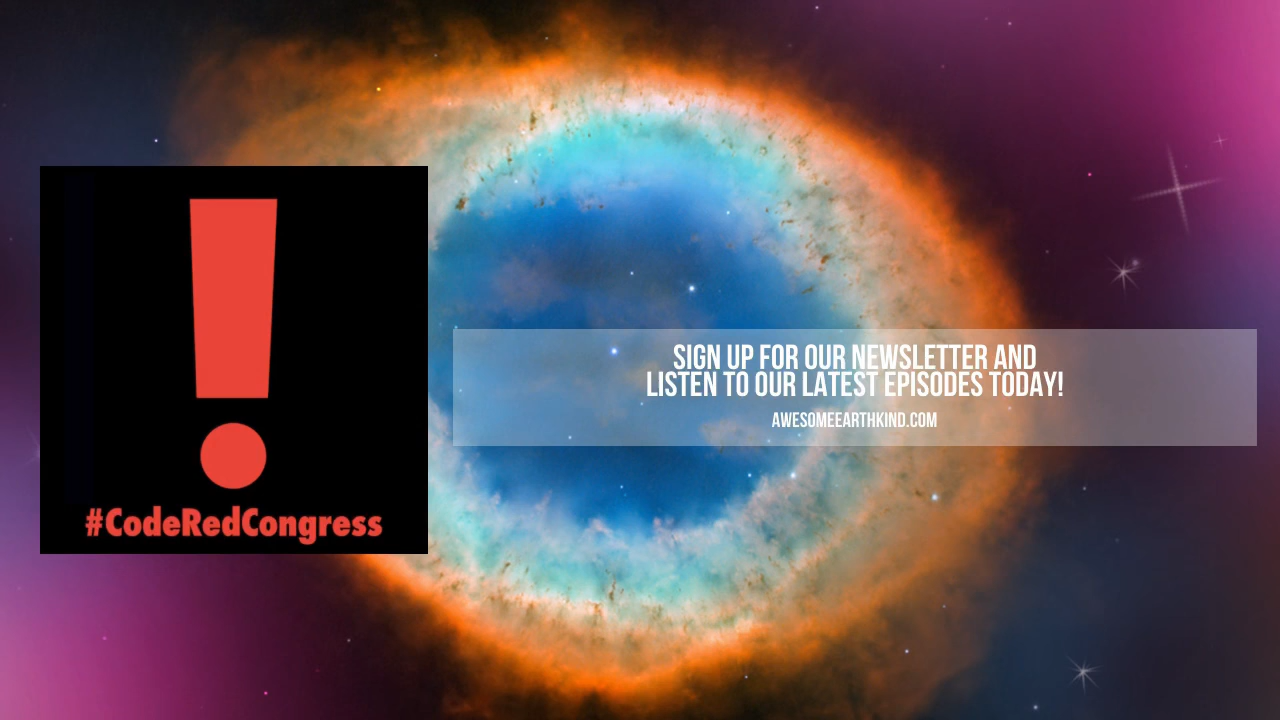 #CodeRedCongress
SIGN UP FOR OUR NEWSLETTER AND
LISTEN TO OUR LATEST EPISODES TODAY!
AWESOMEEARTHKIND.COM